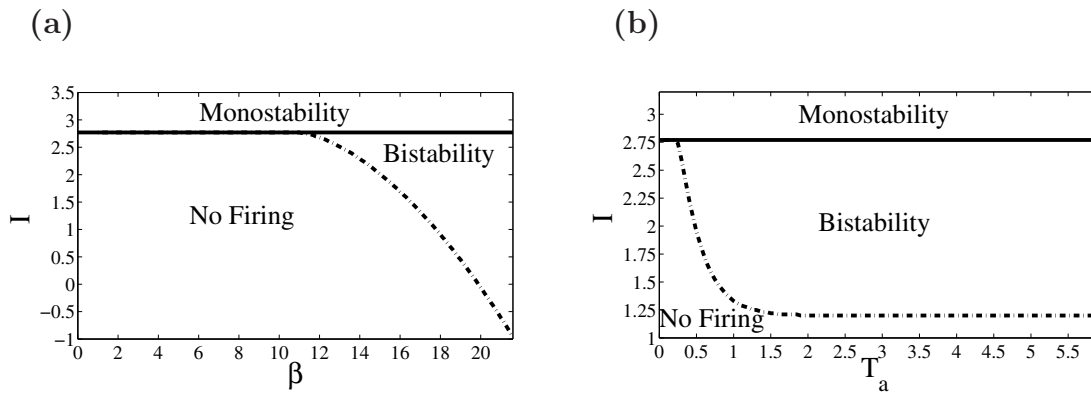 (a)
(b)
3.5
3
2.5
2
1.5
1
0.5
0
−0.5
−1
I
Monostability
Bistability
No Firing
0 2 4 6 8 10 12 14 16 18 20
β
3
2.75
2.5
2.25
2
1.75
1.5
1.25
1
I
Monostability
Bistability
No Firing
0 0.5 1 1.5 2 2.5 3 3.5 4 4.5 5 5.5
T_a